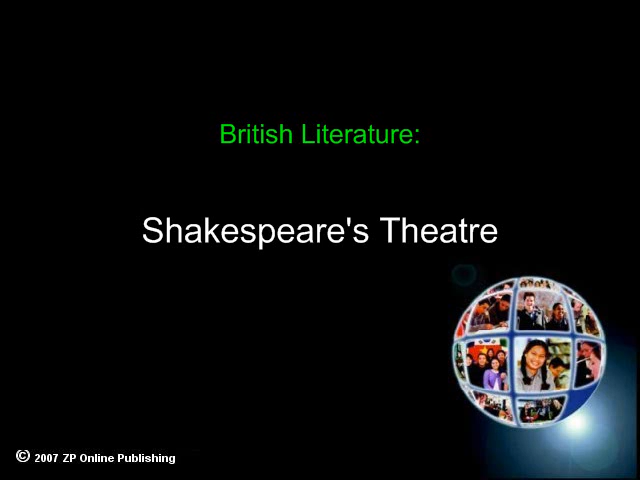 British Literature:
Shakespeare's Theatre
© 2007 ZP Online Publishing